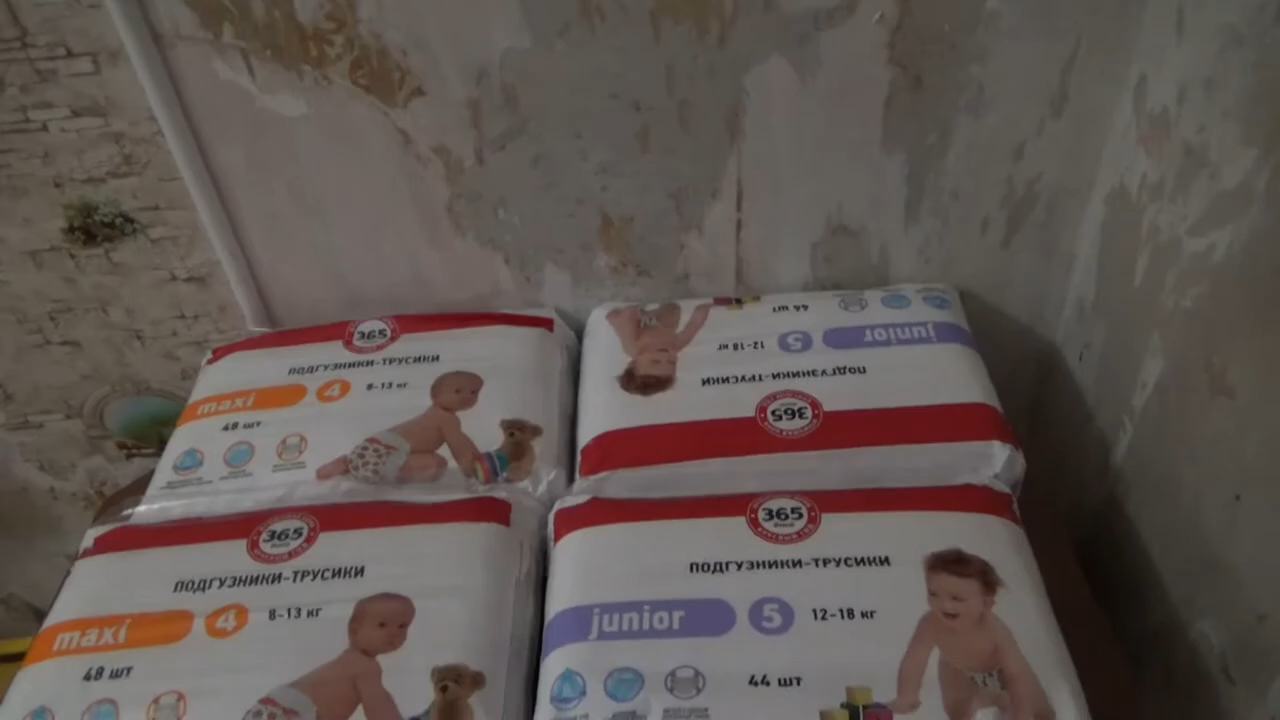 365
ПОДГУЗНИКИ-ТРУСИКИ
maxi 4 8-13 кг
48 шт
44 шт
junior 5 12-18 кг
ПОДГУЗНИКИ-ТРУСИКИ
365
365
ПОДГУЗНИКИ-ТРУСИКИ
maxi 4 8-13 кг
48 шт
365
дней
ПОДГУЗНИКИ-ТРУСИКИ
junior 5 12-18 кг
44 шт